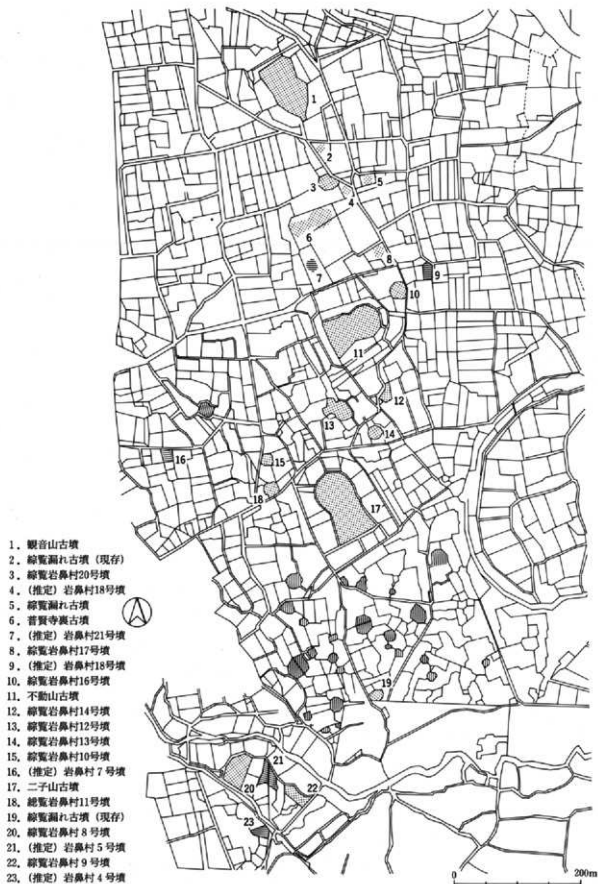 1
2
3
4
5
6
7
8
9
10
11
12
13
14
15
16
17
18
19
20
21
22
23
1．観音山古墳
2．綜覧漏れ古墳（現存）
3．綜覧岩鼻村20号墳
4．(推定）岩鼻村18号墳
5．綜覧漏れ古墳
6．普賢寺裏古墳
7．(推定）岩鼻村21号墳
8．綜覧岩鼻村17号墳
9．(推定）岩鼻村18号墳
10．綜覧岩鼻村16号墳
11．不動山古墳
12．綜覧岩鼻村14号墳
13．綜覧岩鼻村12号墳
14．綜覧岩鼻村13号墳
15．綜覧岩鼻村10号墳
16．(推定）岩鼻村７号墳
17．二子山古墳
18．総覧岩鼻村11号墳
19．綜覧漏れ古墳（現存）
20．綜覧岩鼻村８号墳
21．(推定）岩鼻村５号墳
22．綜覧岩鼻村９号墳
23．(推定）岩鼻村４号墳
0 200m